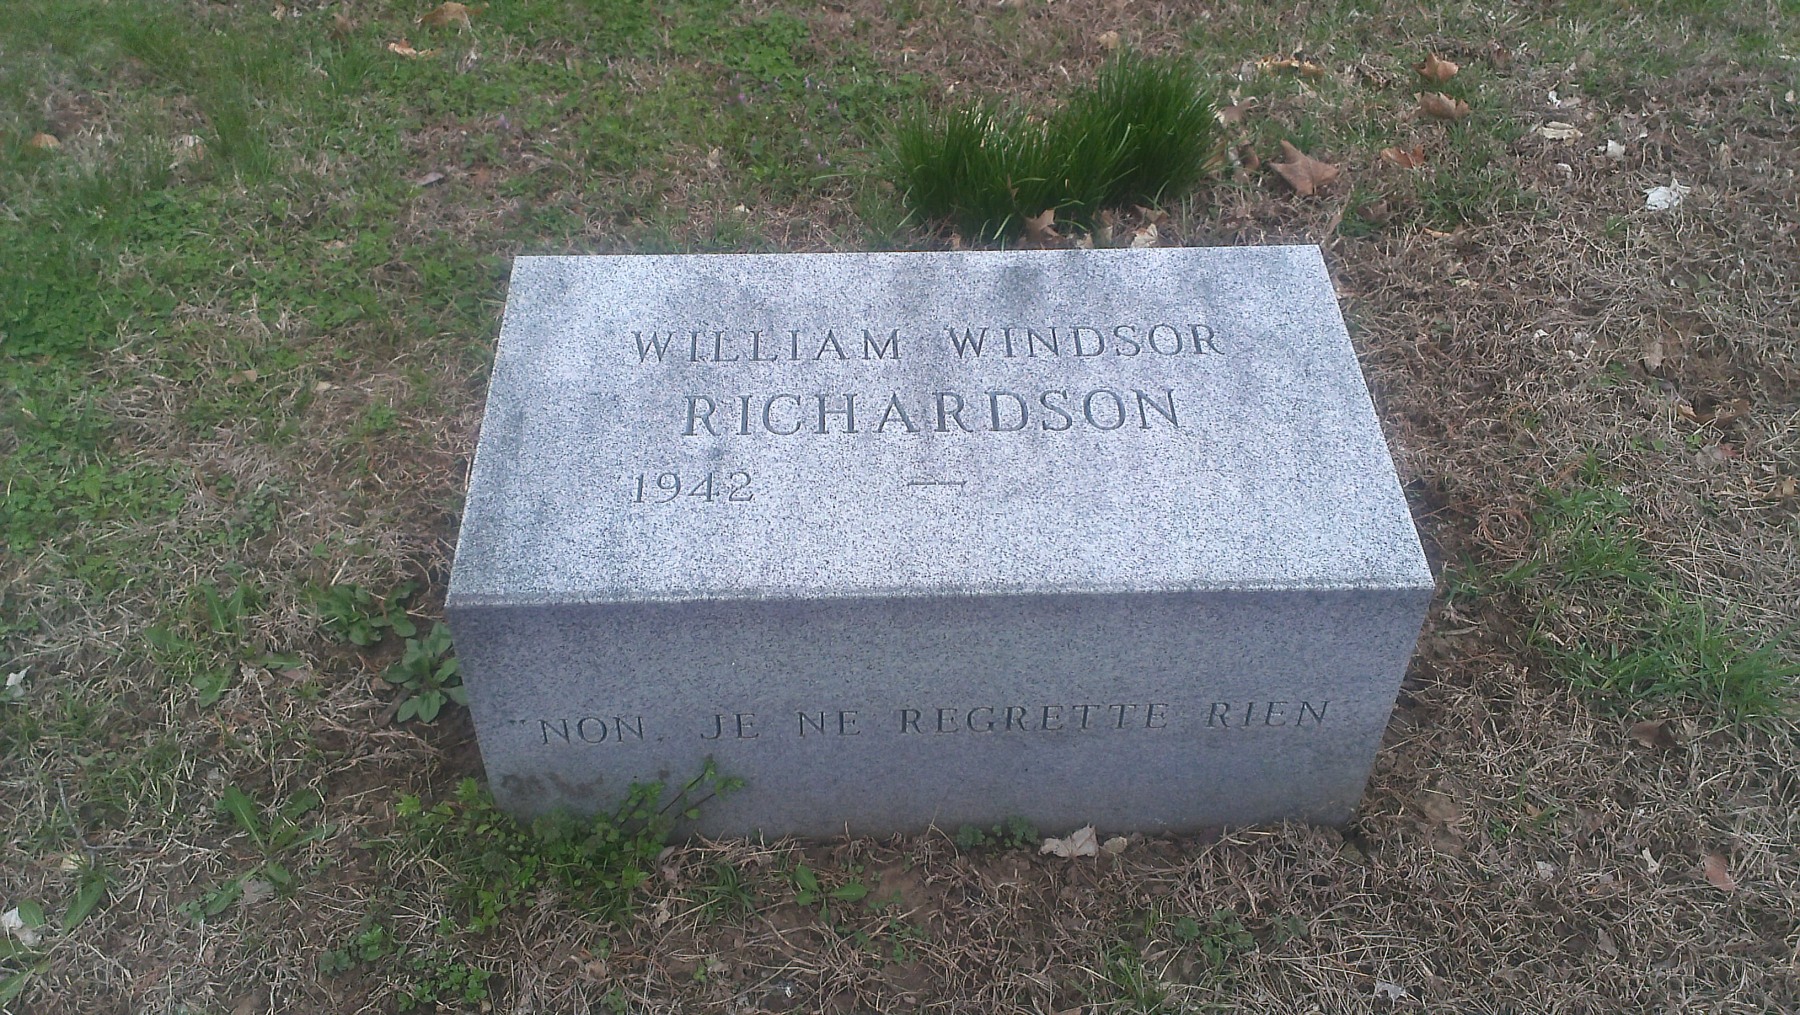 WILLIAM WINDSOR
RICHARDSON
1942 —
"NON, JE NE REGRETTE RIEN"